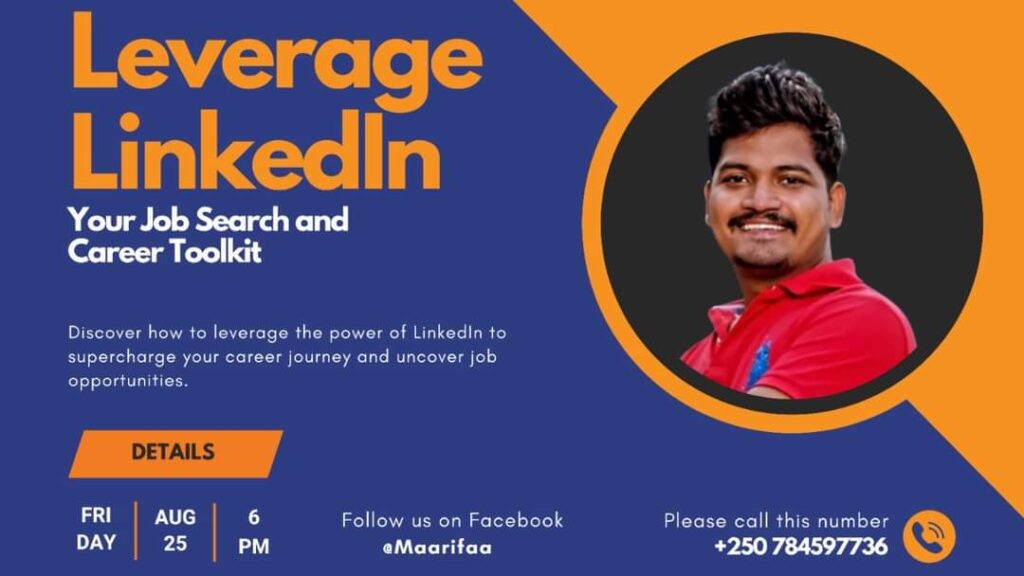 Leverage
LinkedIn
Your Job Search and
Career Toolkit
Discover how to leverage the power of LinkedIn to
supercharge your career journey and uncover job
opportunities.
DETAILS
FRI
DAY
AUG
25
6
PM
Follow us on Facebook
@Maarifaa
Please call this number
+250 784597736